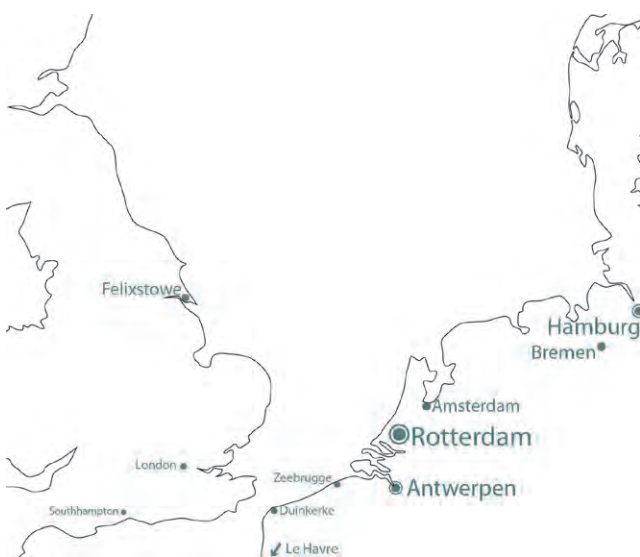 Felixstowe
Hamburg
Bremen
Amsterdam
Rotterdam
London
Zeebrugge
Antwerpen
Southhampton
Duinkerke
Le Havre